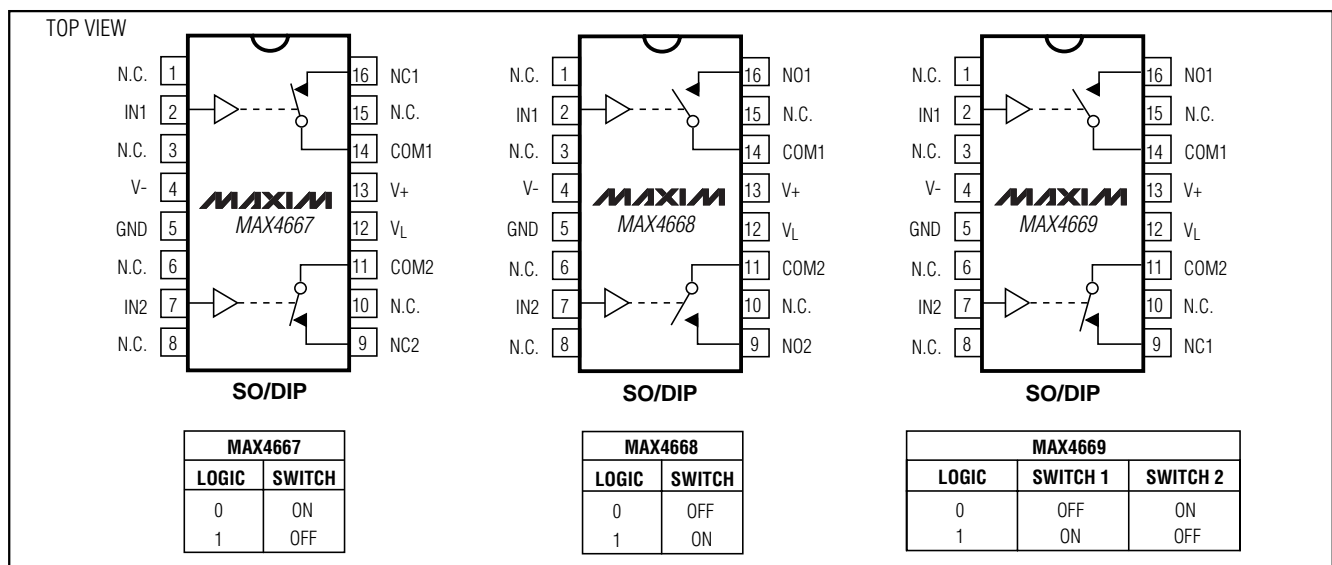 TOP VIEW
N.C. 1
IN1 2
N.C. 3
V- 4
GND 5
N.C. 6
IN2 7
N.C. 8
16 NC1
15 N.C.
14 COM1
13 V+
12 VL
11 COM2
10 N.C.
9 NC2
MAXIM
MAX4667
SO/DIP
N.C. 1
IN1 2
N.C. 3
V- 4
GND 5
N.C. 6
IN2 7
N.C. 8
16 NO1
15 N.C.
14 COM1
13 V+
12 VL
11 COM2
10 N.C.
9 NO2
MAXIM
MAX4668
SO/DIP
N.C. 1
IN1 2
N.C. 3
V- 4
GND 5
N.C. 6
IN2 7
N.C. 8
16 NO1
15 N.C.
14 COM1
13 V+
12 VL
11 COM2
10 N.C.
9 NC1
MAXIM
MAX4669
SO/DIP
MAX4667
LOGIC SWITCH
0 ON
1 OFF
MAX4668
LOGIC SWITCH
0 OFF
1 ON
MAX4669
LOGIC SWITCH 1 SWITCH 2
0 OFF ON
1 ON OFF